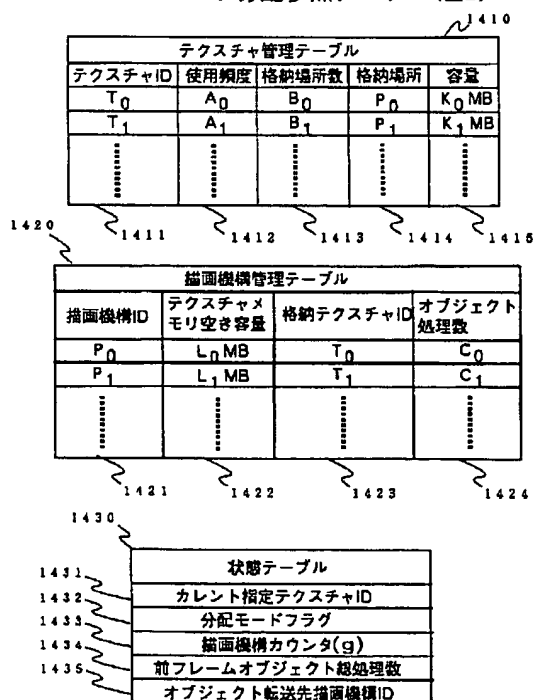 1410
テクスチャ管理テーブル
テクスチャID 使用頻度 格納場所数 格納場所 容量
T0 A0 B0 P0 K0 MB
T1 A1 B1 P1 K1 MB
1411 1412 1413 1414 1415
1420
描画機構管理テーブル
描画機構ID テクスチャメモリ空き容量 格納テクスチャID オブジェクト処理数
P0 L0 MB T0 C0
P1 L1 MB T1 C1
1421 1422 1423 1424
1430
状態テーブル
1431 カレント指定テクスチャID
1432 分配モードフラグ
1433 描画機構カウンタ(g)
1434 前フレームオブジェクト総処理数
1435 オブジェクト転送先描画機構ID